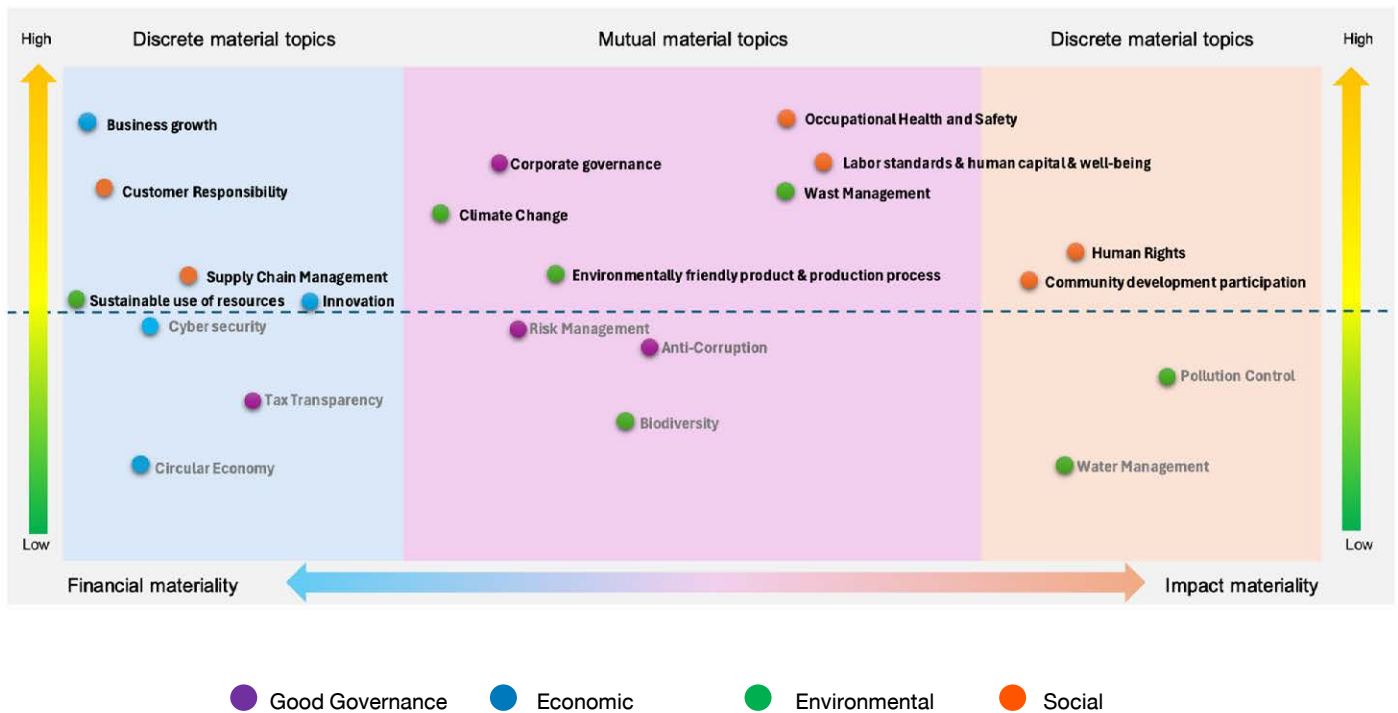 High
Discrete material topics
Mutual material topics
Discrete material topics
High
Business growth
Occupational Health and Safety
Corporate governance
Labor standards & human capital & well-being
Customer Responsibility
Wast Management
Climate Change
Human Rights
Supply Chain Management
Environmentally friendly product & production process
Community development participation
Sustainable use of resources
Innovation
Cyber security
Risk Management
Anti-Corruption
Pollution Control
Tax Transparency
Biodiversity
Circular Economy
Water Management
Low
Low
Financial materiality
Impact materiality
Good Governance
Economic
Environmental
Social